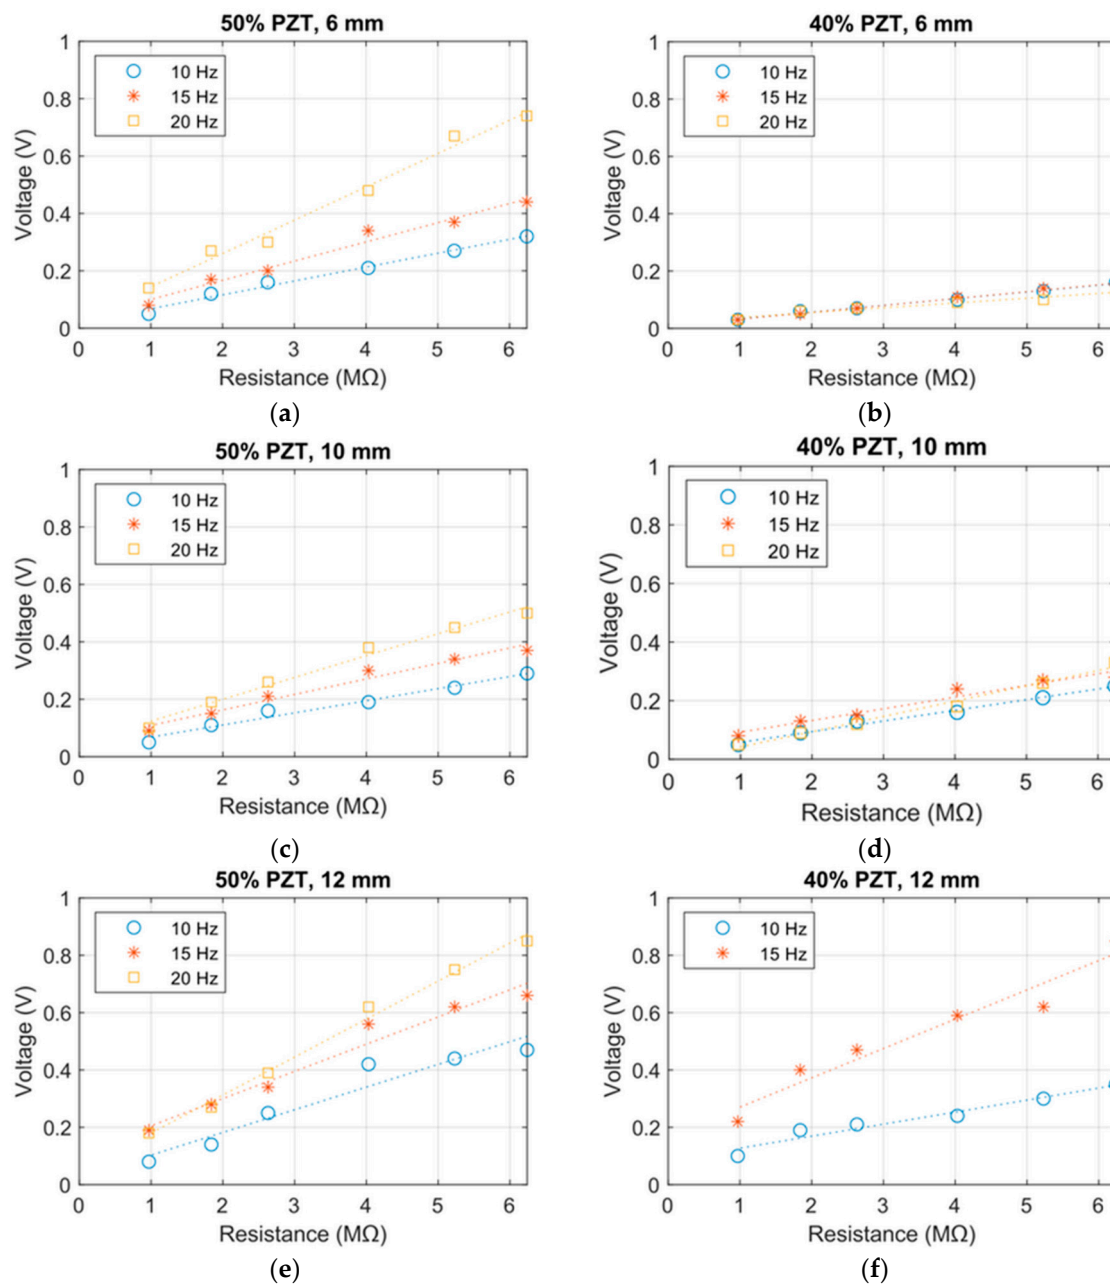 50% PZT, 6 mm
1
0.8
0.6
0.4
0.2
0
Voltage (V)
10 Hz
15 Hz
20 Hz
0 1 2 3 4 5 6
Resistance (MΩ)
(a)
40% PZT, 6 mm
1
0.8
0.6
0.4
0.2
0
Voltage (V)
10 Hz
15 Hz
20 Hz
0 1 2 3 4 5 6
Resistance (MΩ)
(b)
50% PZT, 10 mm
1
0.8
0.6
0.4
0.2
0
Voltage (V)
10 Hz
15 Hz
20 Hz
0 1 2 3 4 5 6
Resistance (MΩ)
(c)
40% PZT, 10 mm
1
0.8
0.6
0.4
0.2
0
Voltage (V)
10 Hz
15 Hz
20 Hz
0 1 2 3 4 5 6
Resistance (MΩ)
(d)
50% PZT, 12 mm
1
0.8
0.6
0.4
0.2
0
Voltage (V)
10 Hz
15 Hz
20 Hz
0 1 2 3 4 5 6
Resistance (MΩ)
(e)
40% PZT, 12 mm
1
0.8
0.6
0.4
0.2
0
Voltage (V)
10 Hz
15 Hz
0 1 2 3 4 5 6
Resistance (MΩ)
(f)